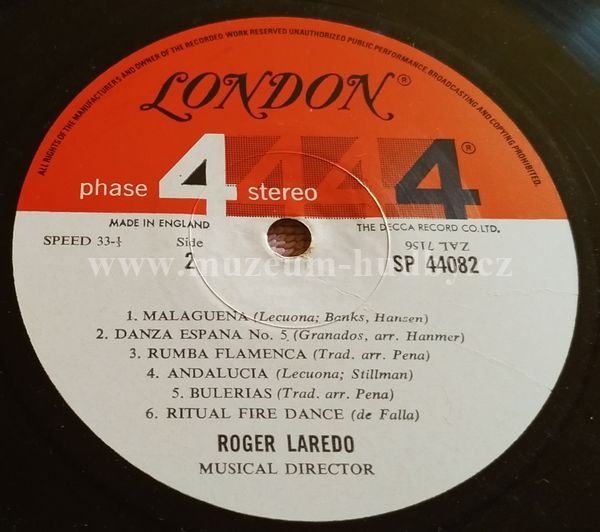 ALL RIGHTS OF THE MANUFACTURERS AND OWNER OF THE RECORDED WORK RESERVED UNAUTHORIZED PUBLIC PERFORMANCE, BROADCASTING AND COPYING PROHIBITED.
LONDON®
phase 4 stereo 4 4 4®
MADE IN ENGLAND THE DECCA RECORD CO. LTD.
SPEED 33-⅓ Side ZAL 7156
2 SP 44082
www.muzeum-hudby.cz
1. MALAGUENA (Lecuona; Banks, Hansen)
2. DANZA ESPANA No. 5 (Granados, arr. Hanmer)
3. RUMBA FLAMENCA (Trad. arr. Pena)
4. ANDALUCIA (Lecuona; Stillman)
5. BULERIAS (Trad. arr. Pena)
6. RITUAL FIRE DANCE (de Falla)
ROGER LAREDO
MUSICAL DIRECTOR